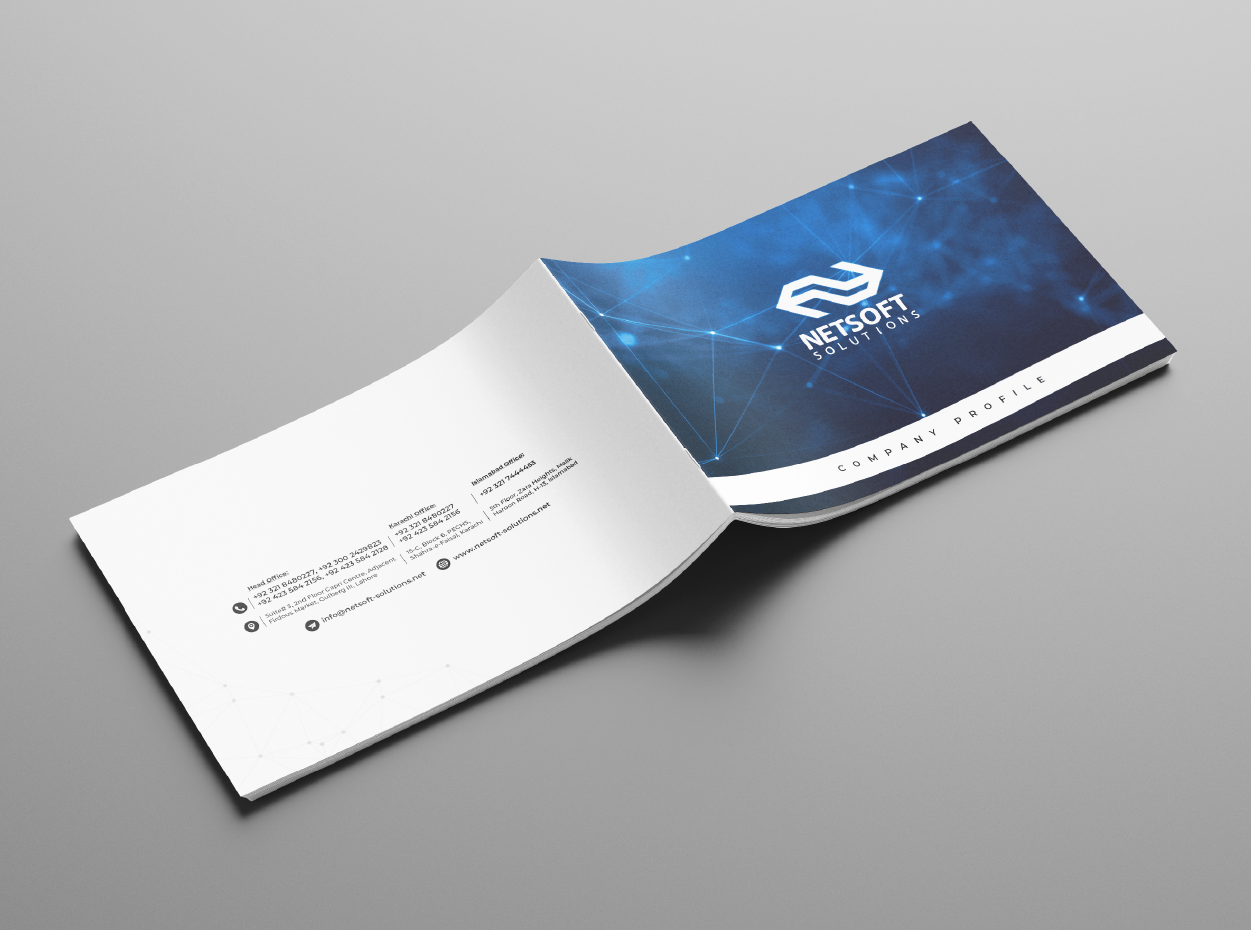 NETSOFT
SOLUTIONS
COMPANY PROFILE
Head Office:
+92 321 8480227, +92 300 2429823
+92 423 584 2156, +92 423 584 2128
Suite# 3, 2nd Floor Capri Centre, Adjacent
Firdous Market, Gulberg III, Lahore
Karachi Office:
+92 321 8480227
+92 423 584 2156
15-C, Block 6, PECHS,
Shahra-e-Faisal, Karachi
Islamabad Office:
+92 321 7444453
5th Floor, Zara Heights, Malik
Haroon Road, H-13, Islamabad
info@netsoft-solutions.net
www.netsoft-solutions.net